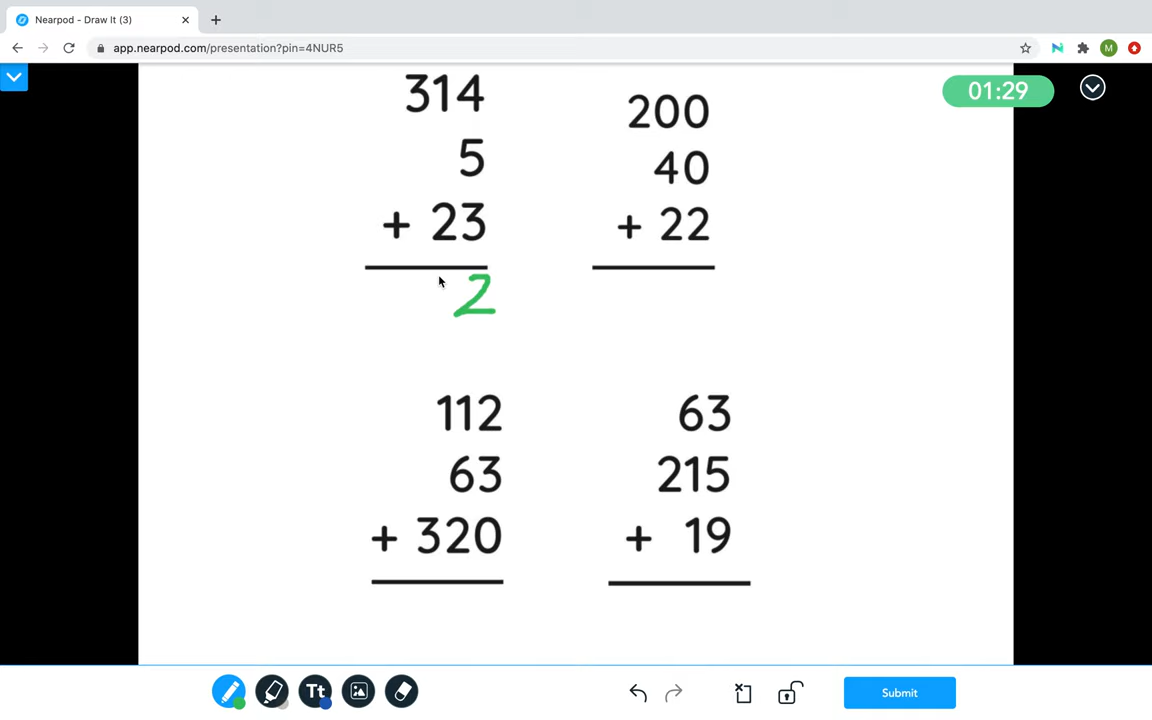 Nearpod - Draw It (3)
app.nearpod.com/presentation?pin=4NUR5
M
01:29
314
5
+ 23
2
200
40
+ 22
112
63
+ 320
63
215
+ 19
Tt
Submit